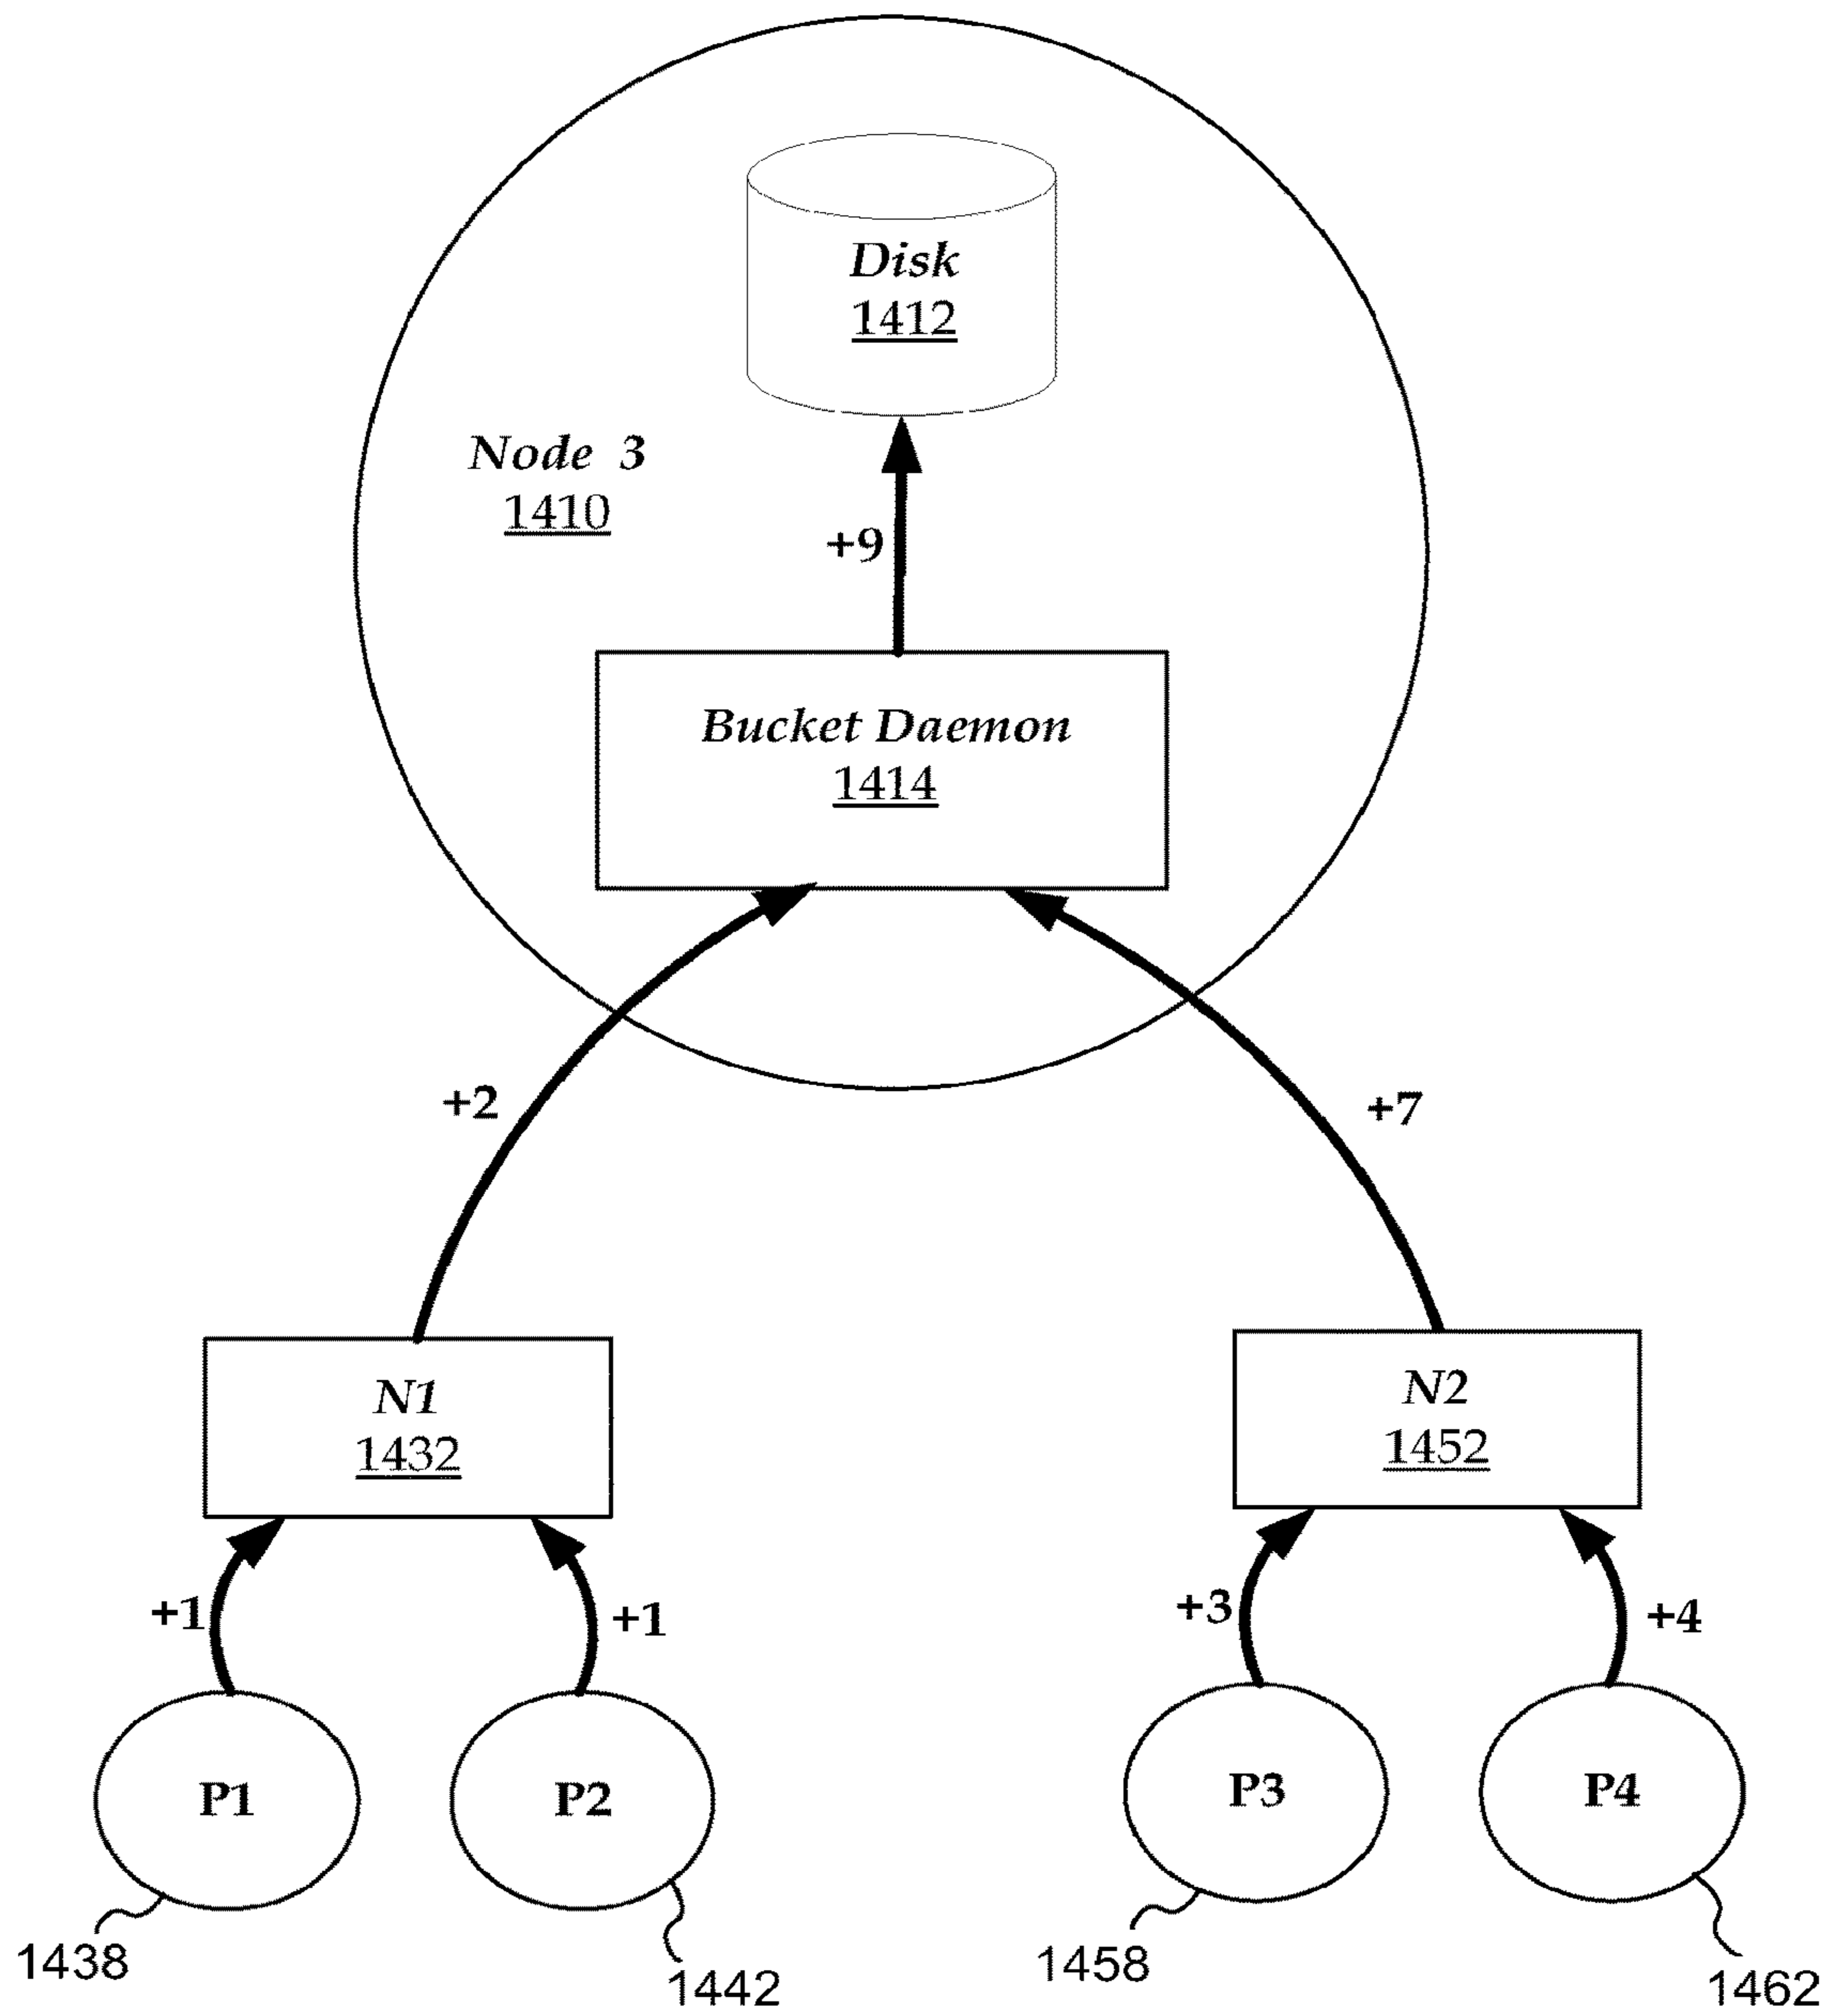 Disk
1412
Node 3
1410
+9
Bucket Daemon
1414
+2
+7
N1
1432
N2
1452
+1
+1
+3
+4
P1
P2
P3
P4
1438
1442
1458
1462